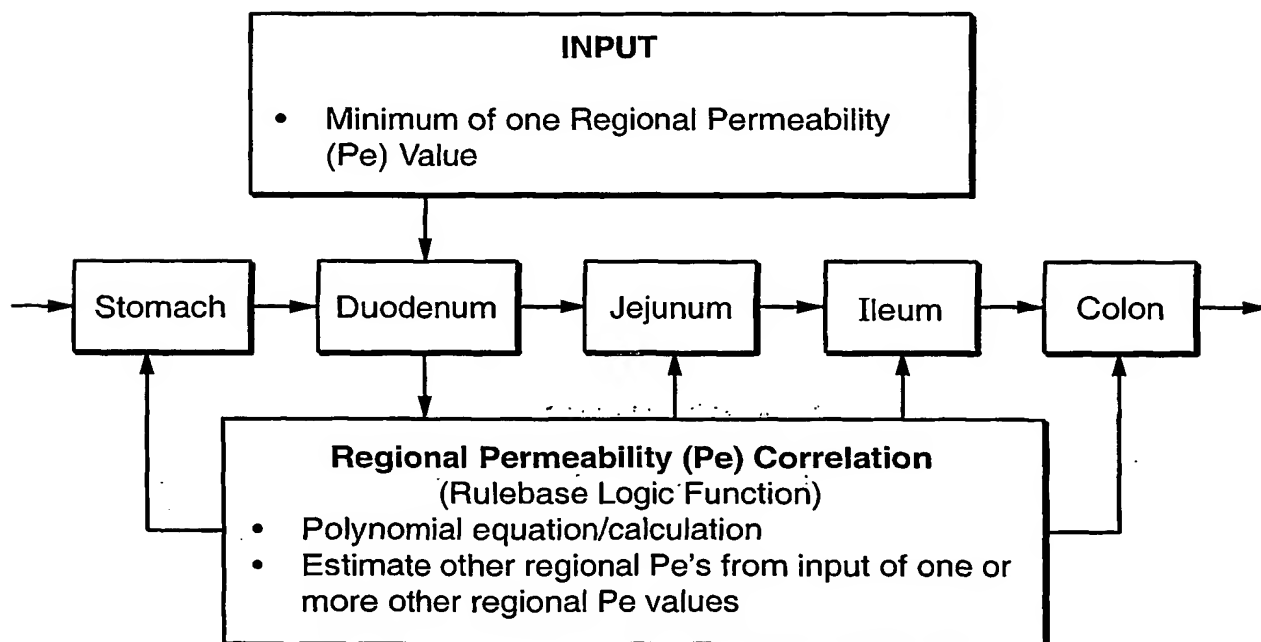 INPUT
• Minimum of one Regional Permeability
(Pe) Value
Stomach
Duodenum
Jejunum
Ileum
Colon
Regional Permeability (Pe) Correlation
(Rulebase Logic Function)
• Polynomial equation/calculation
• Estimate other regional Pe's from input of one or
more other regional Pe values